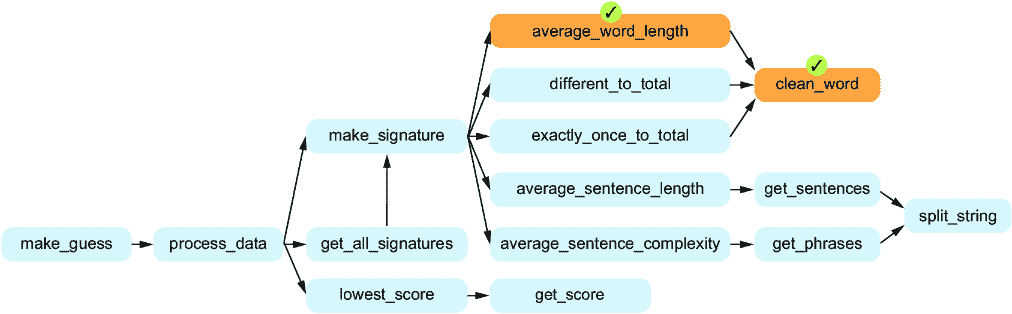 average_word_length
clean_word
different_to_total
make_signature
exactly_once_to_total
average_sentence_length
get_sentences
split_string
make_guess
process_data
get_all_signatures
average_sentence_complexity
get_phrases
lowest_score
get_score